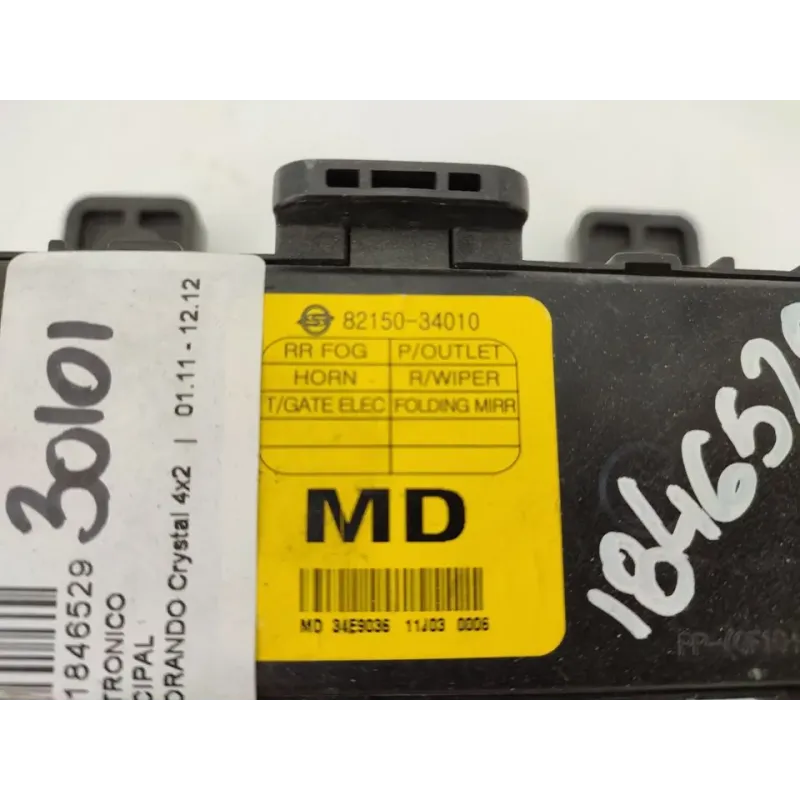 82150-34010
RR FOG P/OUTLET
HORN R/WIPER
T/GATE ELEC FOLDING MIRR
MD
MD 34E9036 11J03 0006
30101
1846529
TRONICO
CIPAL
ORANDO Crystal 4x2 | 01.11 - 12.12
184652